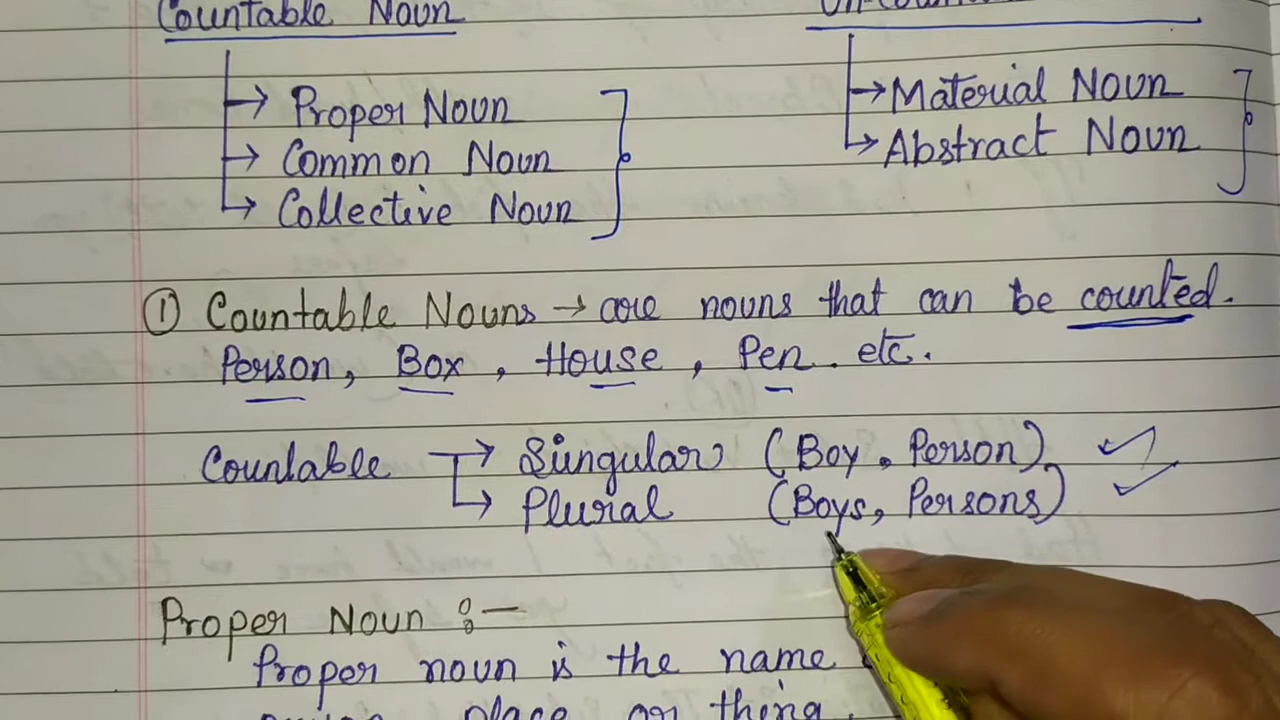 Countable Noun
→ Proper Noun
→ Common Noun
→ Collective Noun
→ Material Noun
→ Abstract Noun
① Countable Nouns → are nouns that can be counted.
Person, Box, House, Pen. etc.
Countable → Singular (Boy, Person)
→ Plural (Boys, Persons)
Proper Noun :—
Proper noun is the name
place or thing.